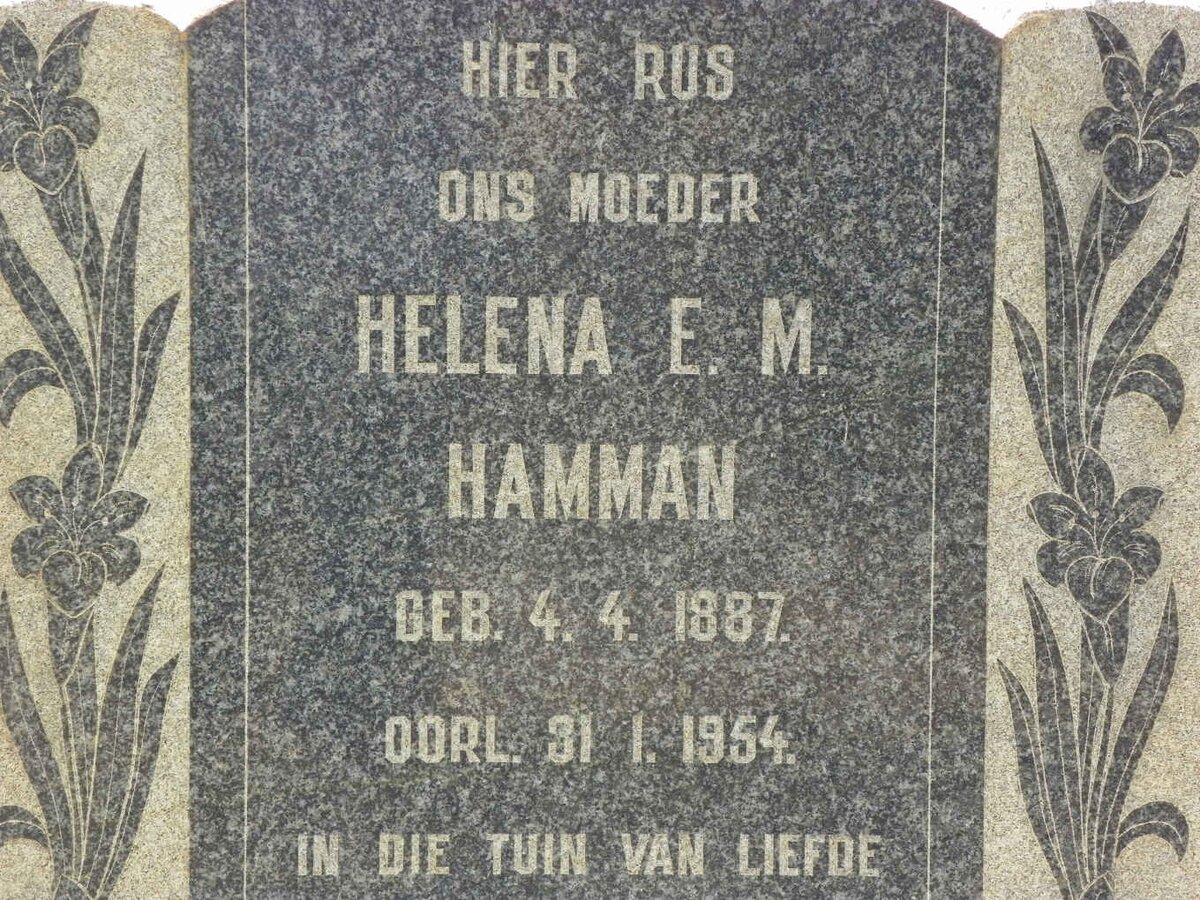 HIER RUS
ONS MOEDER
HELENA E. M.
HAMMAN
GEB. 4. 4. 1887.
OORL. 31 1. 1954.
IN DIE TUIN VAN LIEFDE